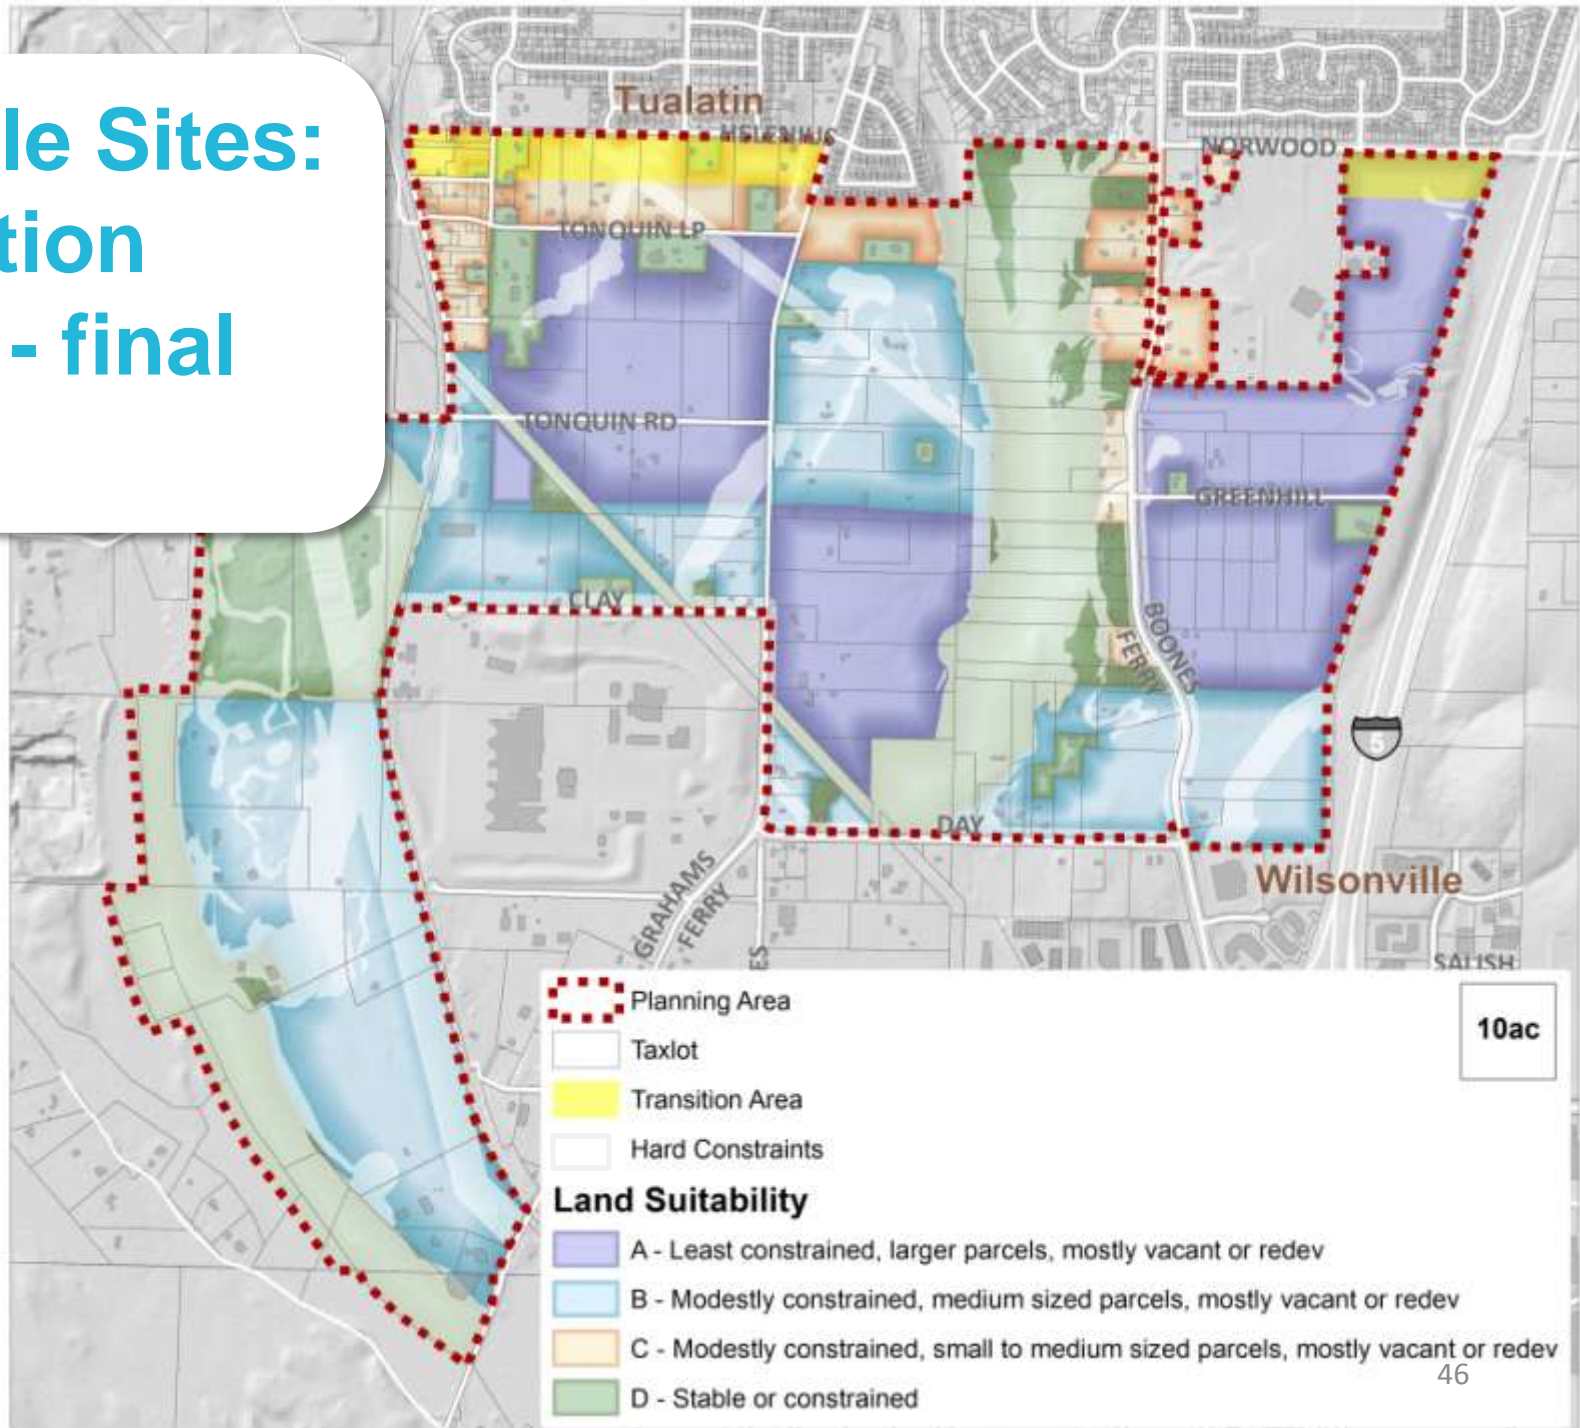 le Sites:
tion
- final
Tualatin
NORWOOD
TONQUIN LP
TONQUIN RD
GREENHILL
CLAY
BOONES
FERRY
5
DAY
Wilsonville
GRAHAMS
FERRY
ES
SALISH
Planning Area
10ac
Taxlot
Transition Area
Hard Constraints
Land Suitability
A - Least constrained, larger parcels, mostly vacant or redev
B - Modestly constrained, medium sized parcels, mostly vacant or redev
C - Modestly constrained, small to medium sized parcels, mostly vacant or redev
46
D - Stable or constrained